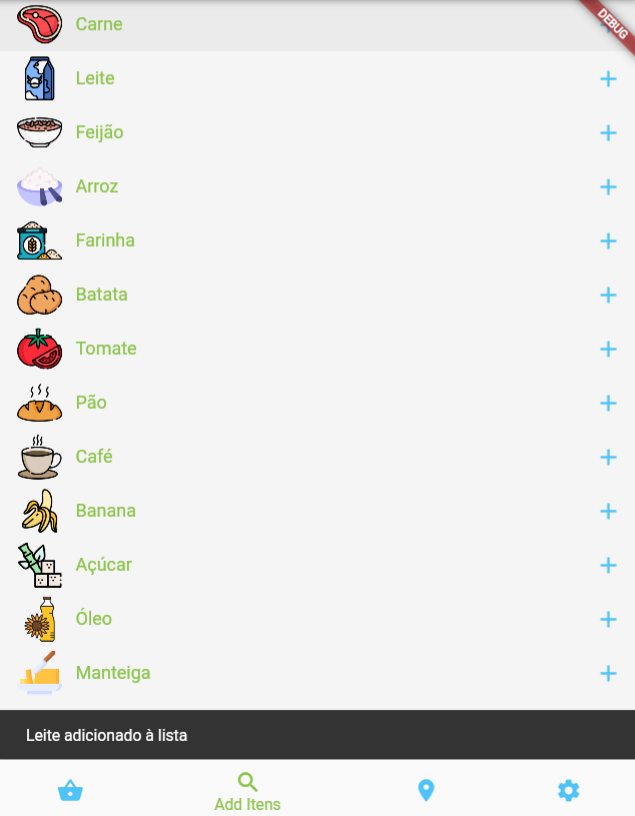 DEBUG
Carne
Leite
Feijão
Arroz
Farinha
Batata
Tomate
Pão
Café
Banana
Açúcar
Óleo
Manteiga
Leite adicionado à lista
Add Itens